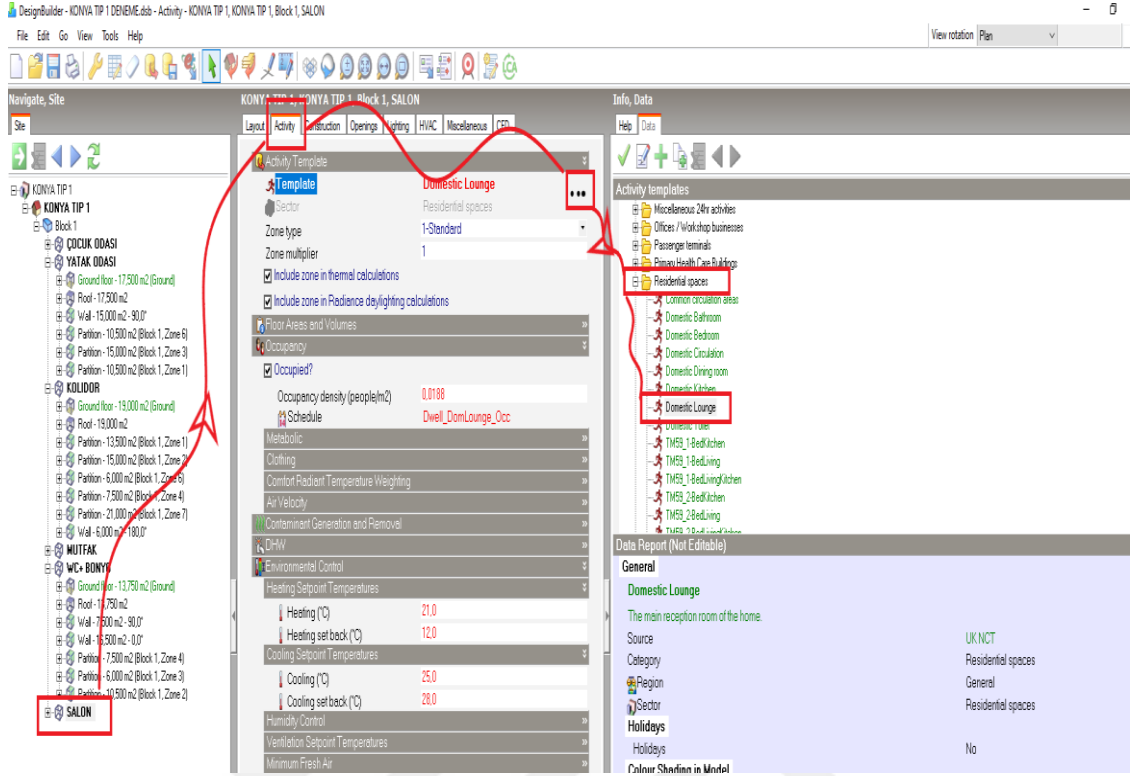 DesignBuilder - KONYA TIP 1 DENEME.dsb - Activity - KONYA TIP 1, KONYA TIP 1, Block 1, SALON
File Edit Go View Tools Help
View rotation Plan
Navigate, Site
Site
KONYA TIP 1
KONYA TIP 1
Block 1
ÇOCUK ODASI
YATAK ODASI
Ground floor - 17,500 m2 (Ground)
Roof - 17,500 m2
Wall - 15,000 m2 - 90,0°
Partition - 10,500 m2 (Block 1, Zone 6)
Partition - 15,000 m2 (Block 1, Zone 3)
Partition - 10,500 m2 (Block 1, Zone 1)
KOLIDOR
Ground floor - 19,000 m2 (Ground)
Roof - 19,000 m2
Partition - 13,500 m2 (Block 1, Zone 1)
Partition - 15,000 m2 (Block 1, Zone 2)
Partition - 6,000 m2 (Block 1, Zone 6)
Partition - 7,500 m2 (Block 1, Zone 4)
Partition - 21,000 m2 (Block 1, Zone 7)
Wall - 6,000 m2 - 180,0°
MUTFAK
WC+ BONYO
Ground floor - 13,750 m2 (Ground)
Roof - 13,750 m2
Wall - 7,500 m2 - 90,0°
Wall - 16,500 m2 - 0,0°
Partition - 7,500 m2 (Block 1, Zone 4)
Partition - 6,000 m2 (Block 1, Zone 3)
Partition - 10,500 m2 (Block 1, Zone 2)
SALON
KONYA TIP 1, KONYA TIP 1, Block 1, SALON
Layout Activity Construction Openings Lighting HVAC Miscellaneous CFD
Activity Template
Template Domestic Lounge
Sector Residential spaces
Zone type 1-Standard
Zone multiplier 1
Include zone in thermal calculations
Include zone in Radiance daylighting calculations
Floor Areas and Volumes
Occupancy
Occupied?
Occupancy density (people/m2) 0,0188
Schedule Dwell_DomLounge_Occ
Metabolic
Clothing
Comfort Radiant Temperature Weighting
Air Velocity
Contaminant Generation and Removal
DHW
Environmental Control
Heating Setpoint Temperatures
Heating (°C) 21,0
Heating set back (°C) 12,0
Cooling Setpoint Temperatures
Cooling (°C) 25,0
Cooling set back (°C) 28,0
Humidity Control
Ventilation Setpoint Temperatures
Minimum Fresh Air
Info, Data
Help Data
Activity templates
Miscellaneous 24hr activities
Offices / Workshop businesses
Passenger terminals
Primary Health Care Buildings
Residential spaces
Common circulation areas
Domestic Bathroom
Domestic Bedroom
Domestic Circulation
Domestic Dining room
Domestic Kitchen
Domestic Lounge
Domestic Toilet
TM59_1-BedKitchen
TM59_1-BedLiving
TM59_1-BedLivingKitchen
TM59_2-BedKitchen
TM59_2-BedLiving
TM59_2-BedLivingKitchen
Data Report (Not Editable)
General
Domestic Lounge
The main reception room of the home.
Source UK NCT
Category Residential spaces
Region General
Sector Residential spaces
Holidays
Holidays No
Colour Shading in Model